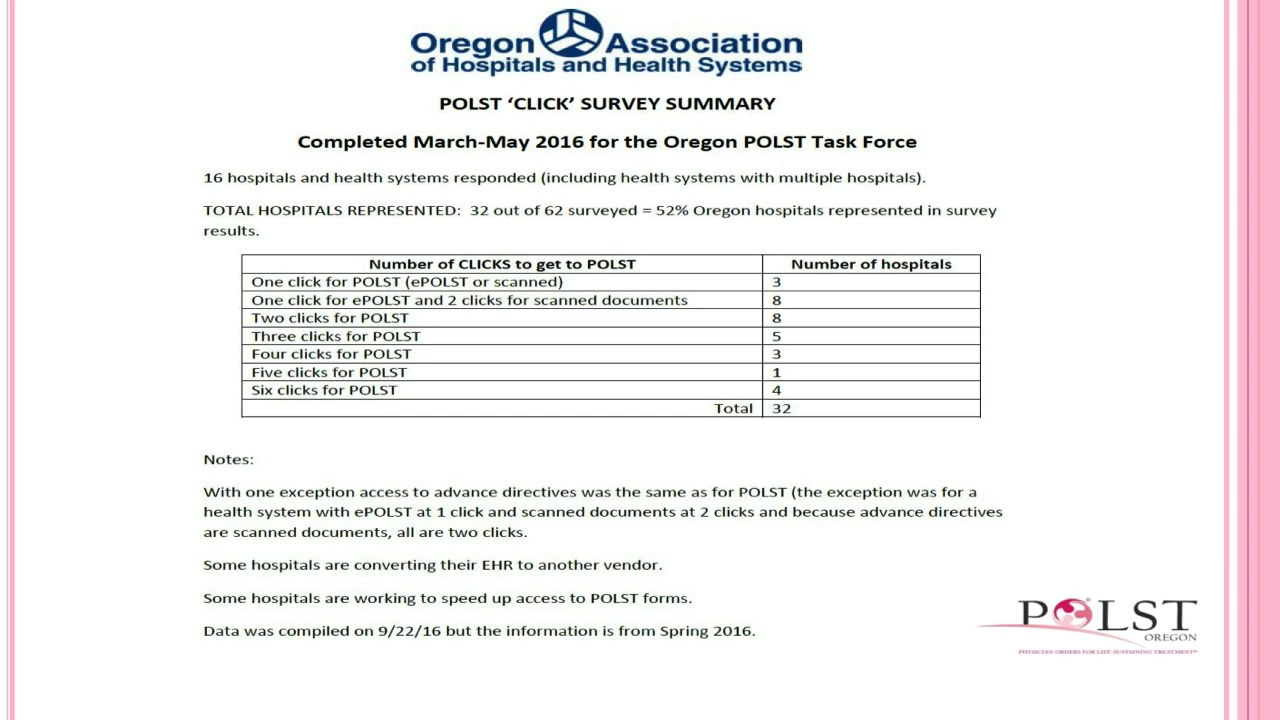 Oregon Association
of Hospitals and Health Systems
POLST ‘CLICK’ SURVEY SUMMARY
Completed March-May 2016 for the Oregon POLST Task Force
16 hospitals and health systems responded (including health systems with multiple hospitals).
TOTAL HOSPITALS REPRESENTED: 32 out of 62 surveyed = 52% Oregon hospitals represented in survey
results.
Number of CLICKS to get to POLST Number of hospitals
One click for POLST (ePOLST or scanned) 3
One click for ePOLST and 2 clicks for scanned documents 8
Two clicks for POLST 8
Three clicks for POLST 5
Four clicks for POLST 3
Five clicks for POLST 1
Six clicks for POLST 4
Total 32
Notes:
With one exception access to advance directives was the same as for POLST (the exception was for a
health system with ePOLST at 1 click and scanned documents at 2 clicks and because advance directives
are scanned documents, all are two clicks.
Some hospitals are converting their EHR to another vendor.
Some hospitals are working to speed up access to POLST forms.
Data was compiled on 9/22/16 but the information is from Spring 2016.
POLST
OREGON
PHYSICIAN ORDERS FOR LIFE-SUSTAINING TREATMENT™